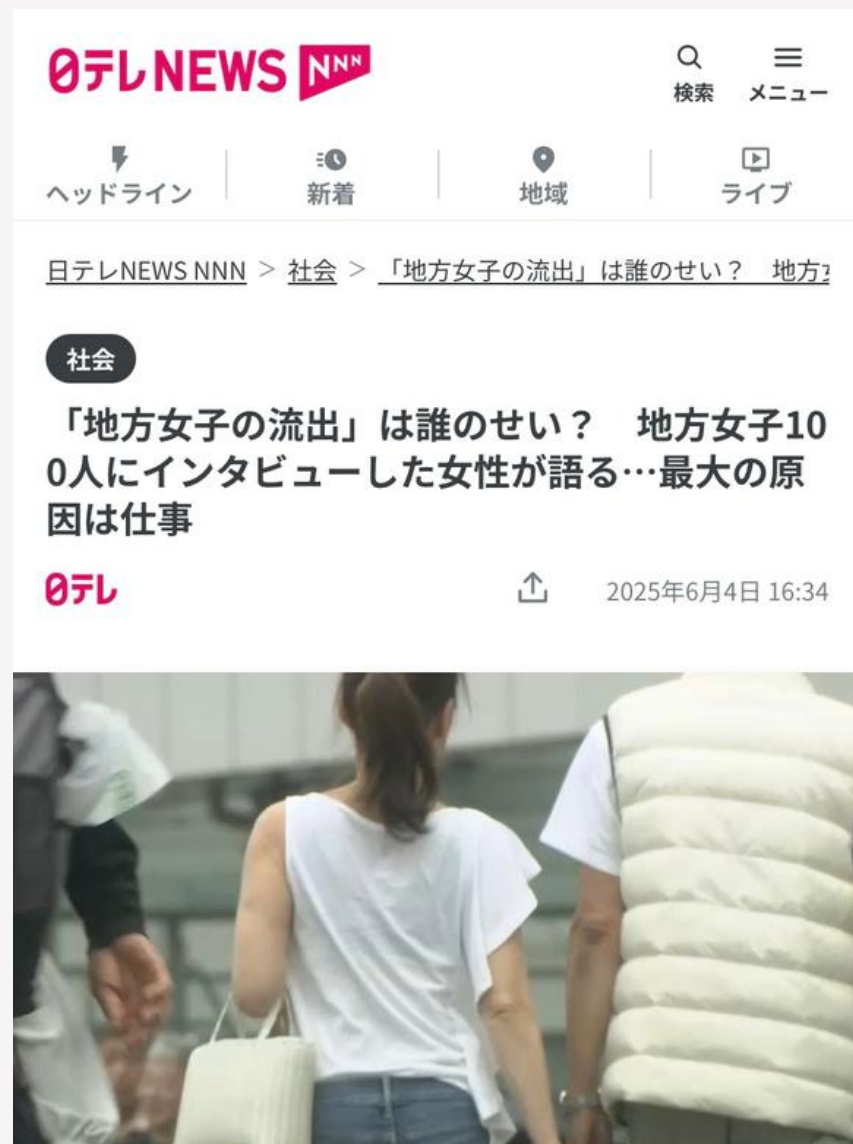 日テレNEWS NNN
検索
メニュー
ヘッドライン
新着
地域
ライブ
日テレNEWS NNN > 社会 > 「地方女子の流出」は誰のせい？　地方
社会
「地方女子の流出」は誰のせい？　地方女子10
0人にインタビューした女性が語る…最大の原
因は仕事
日テレ
2025年6月4日 16:34